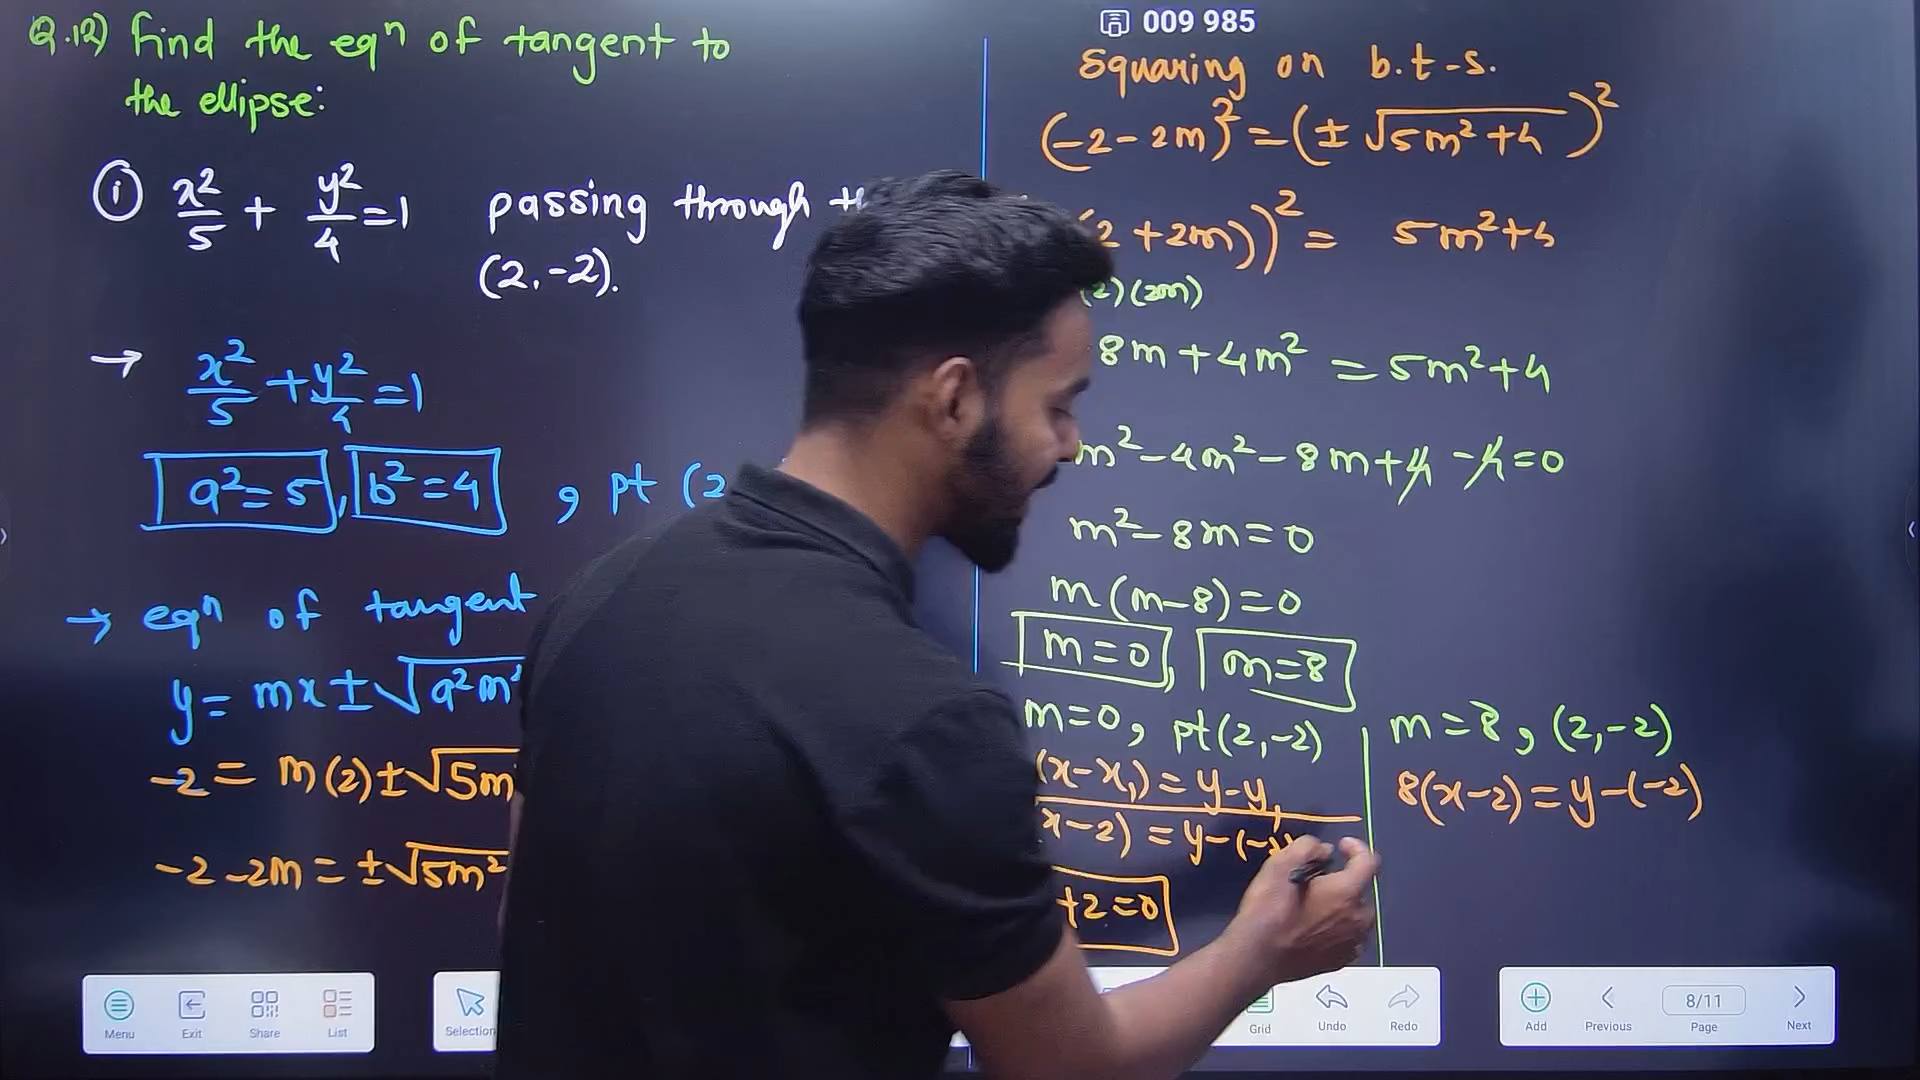 009 985
Q.12) Find the eqⁿ of tangent to
the ellipse:
(i) x²/5 + y²/4 = 1 passing through
(2,-2).
→ x²/5 + y²/4 = 1
a²=5, b²=4, pt (2
→ eqⁿ of tangent
y = mx ± √a²m²
-2 = m(2) ± √5m
-2 -2m = ± √5m²
Squaring on b.t.s.
(-2-2m)² = (± √5m²+4)²
2+2m))² = 5m²+4
2)(2m)
8m + 4m² = 5m²+4
m²-4m²-8m+4-4=0
m²-8m=0
m(m-8)=0
m=0, m=8
m=0, pt(2,-2)
(x-x₁) = y-y₁
x-2) = y-(-2)
+2=0
m=8, (2,-2)
8(x-2)=y-(-2)
Menu Exit Share List Selection Grid Undo Redo Add Previous 8/11 Page Next